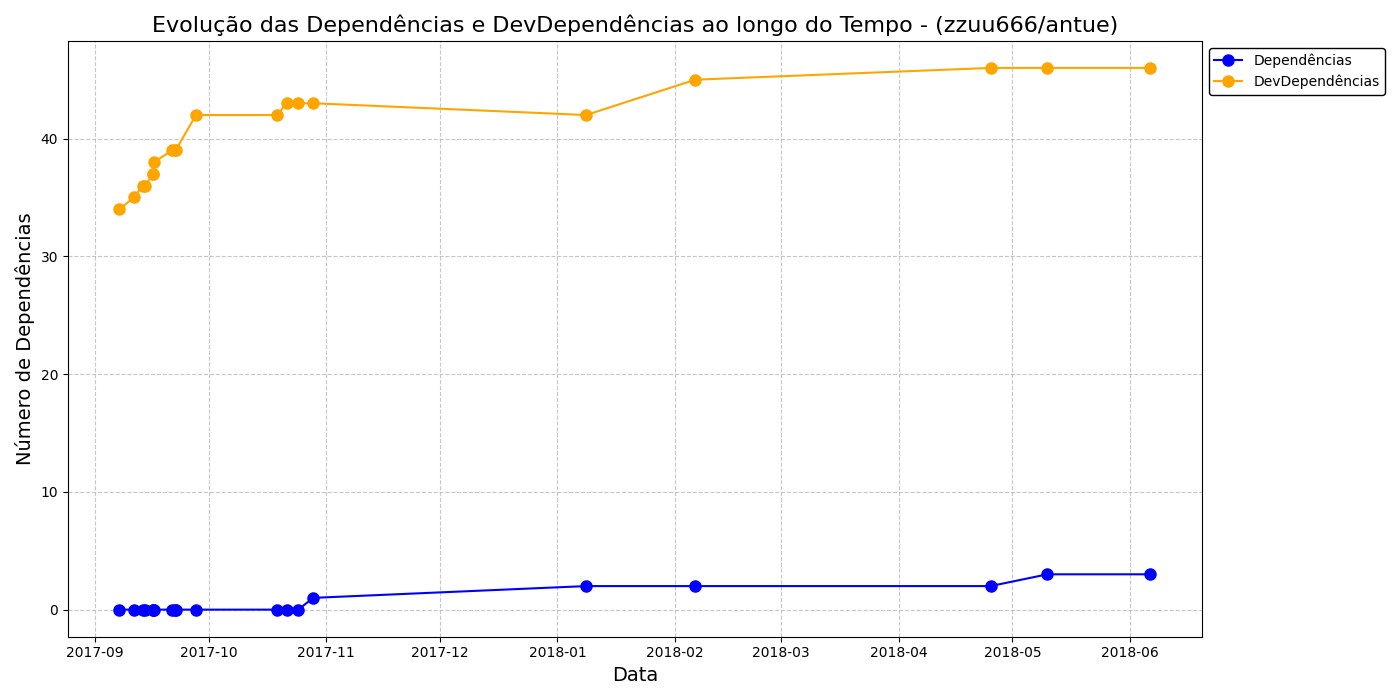 Evolução das Dependências e DevDependências ao longo do Tempo - (zzuu666/antue)
Dependências
DevDependências
Número de Dependências
40
30
20
10
0
2017-09 2017-10 2017-11 2017-12 2018-01 2018-02 2018-03 2018-04 2018-05 2018-06
Data